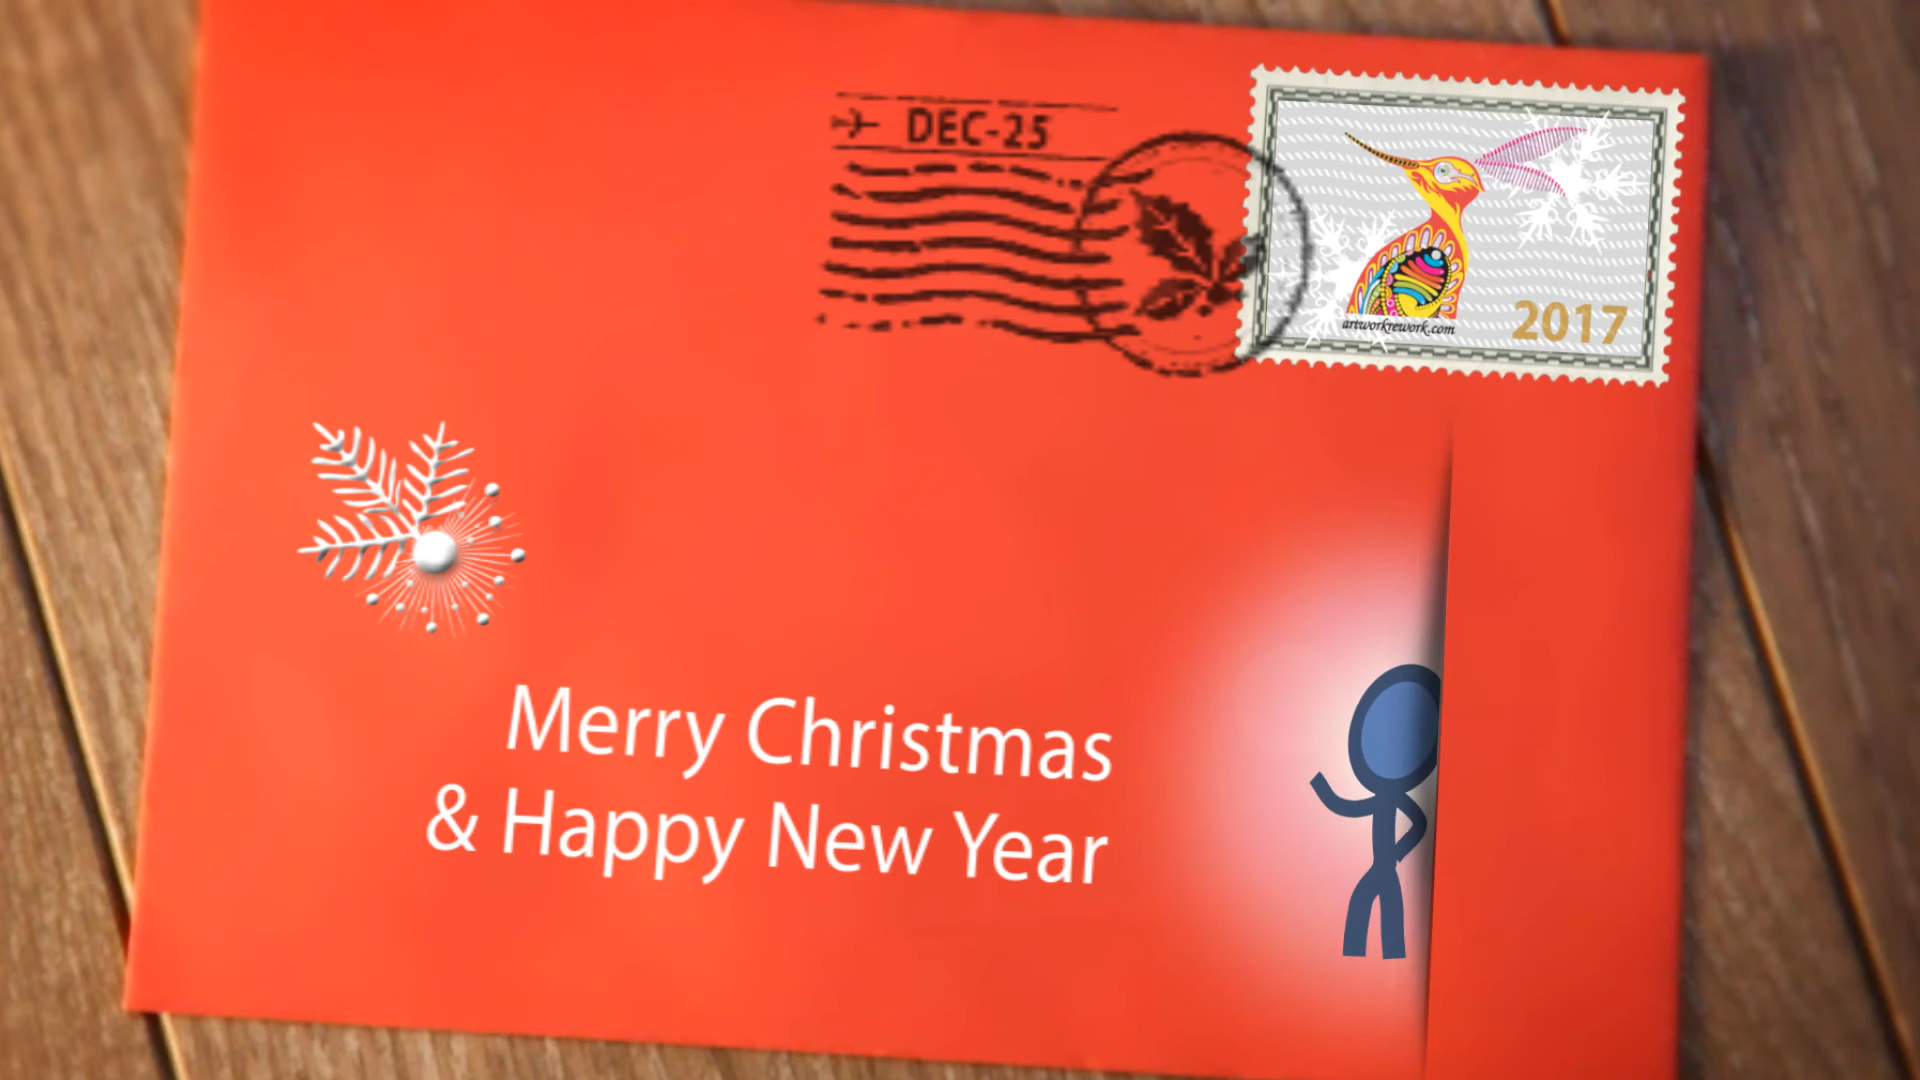 DEC-25
artworkrework.com
2017
Merry Christmas
& Happy New Year